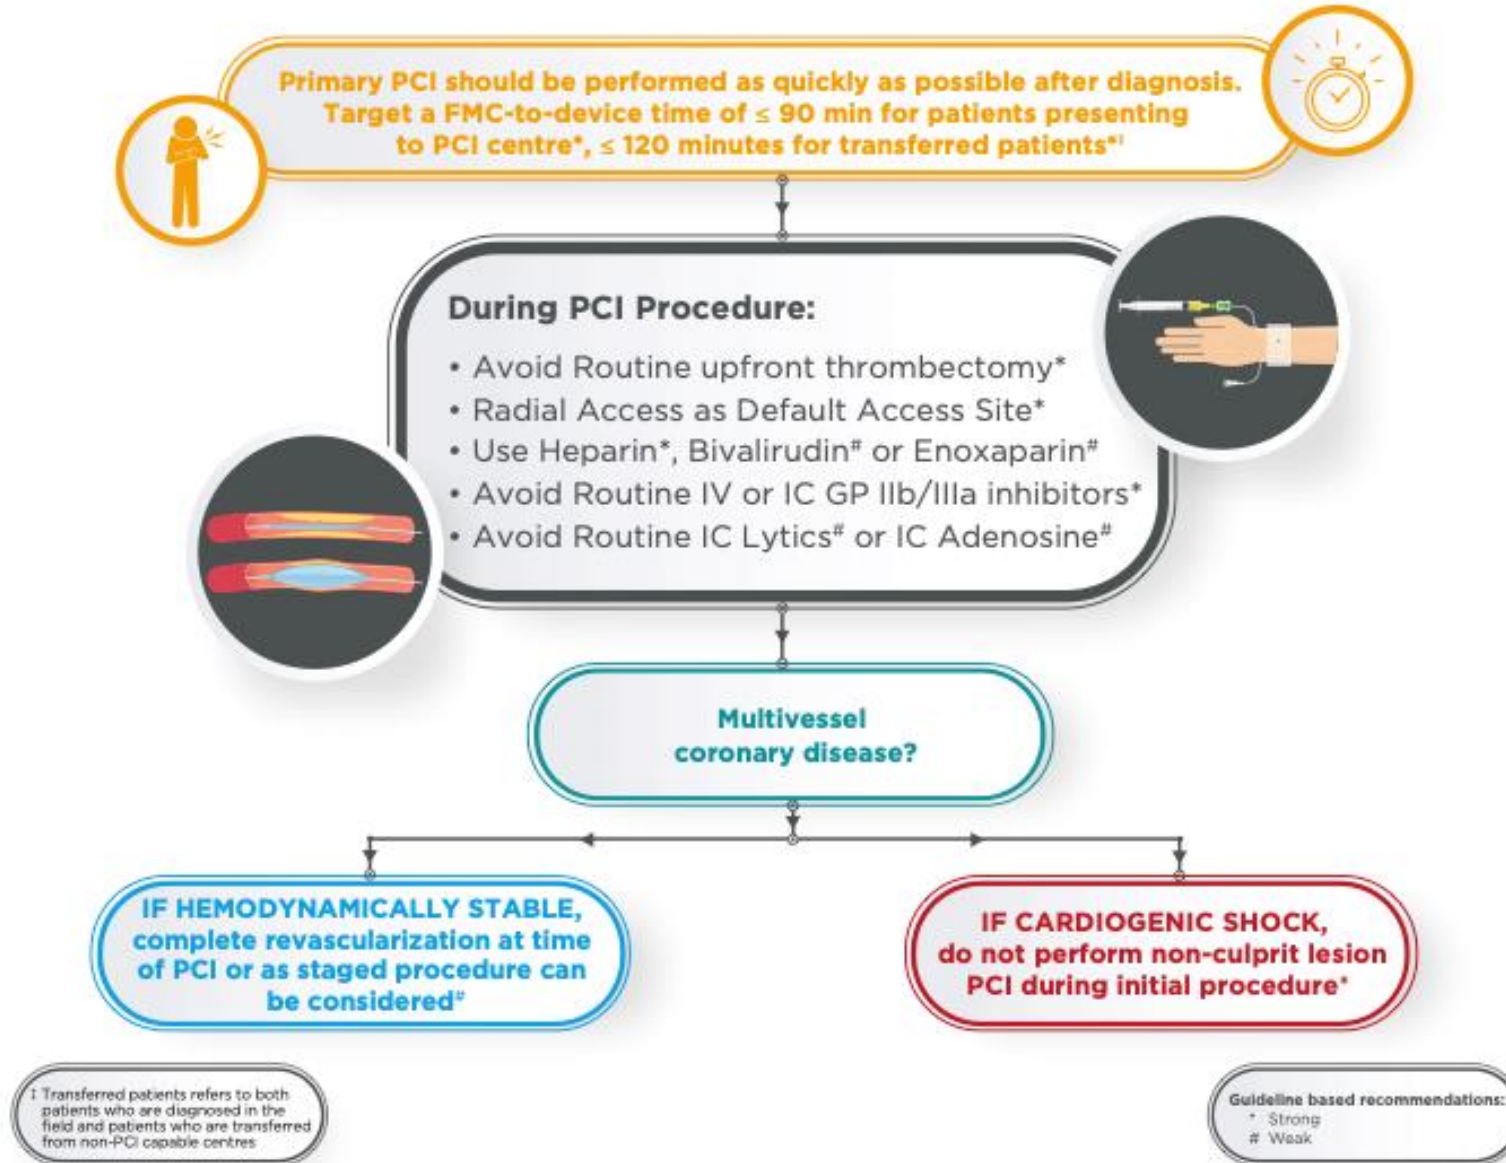 Primary PCI should be performed as quickly as possible after diagnosis.
Target a FMC-to-device time of ≤ 90 min for patients presenting
to PCI centre*, ≤ 120 minutes for transferred patients*‡
During PCI Procedure:
• Avoid Routine upfront thrombectomy*
• Radial Access as Default Access Site*
• Use Heparin*, Bivalirudin# or Enoxaparin#
• Avoid Routine IV or IC GP IIb/IIIa inhibitors*
• Avoid Routine IC Lytics# or IC Adenosine#
Multivessel
coronary disease?
IF HEMODYNAMICALLY STABLE,
complete revascularization at time
of PCI or as staged procedure can
be considered#
IF CARDIOGENIC SHOCK,
do not perform non-culprit lesion
PCI during initial procedure*
‡ Transferred patients refers to both
patients who are diagnosed in the
field and patients who are transferred
from non-PCI capable centres
Guideline based recommendations:
* Strong
# Weak